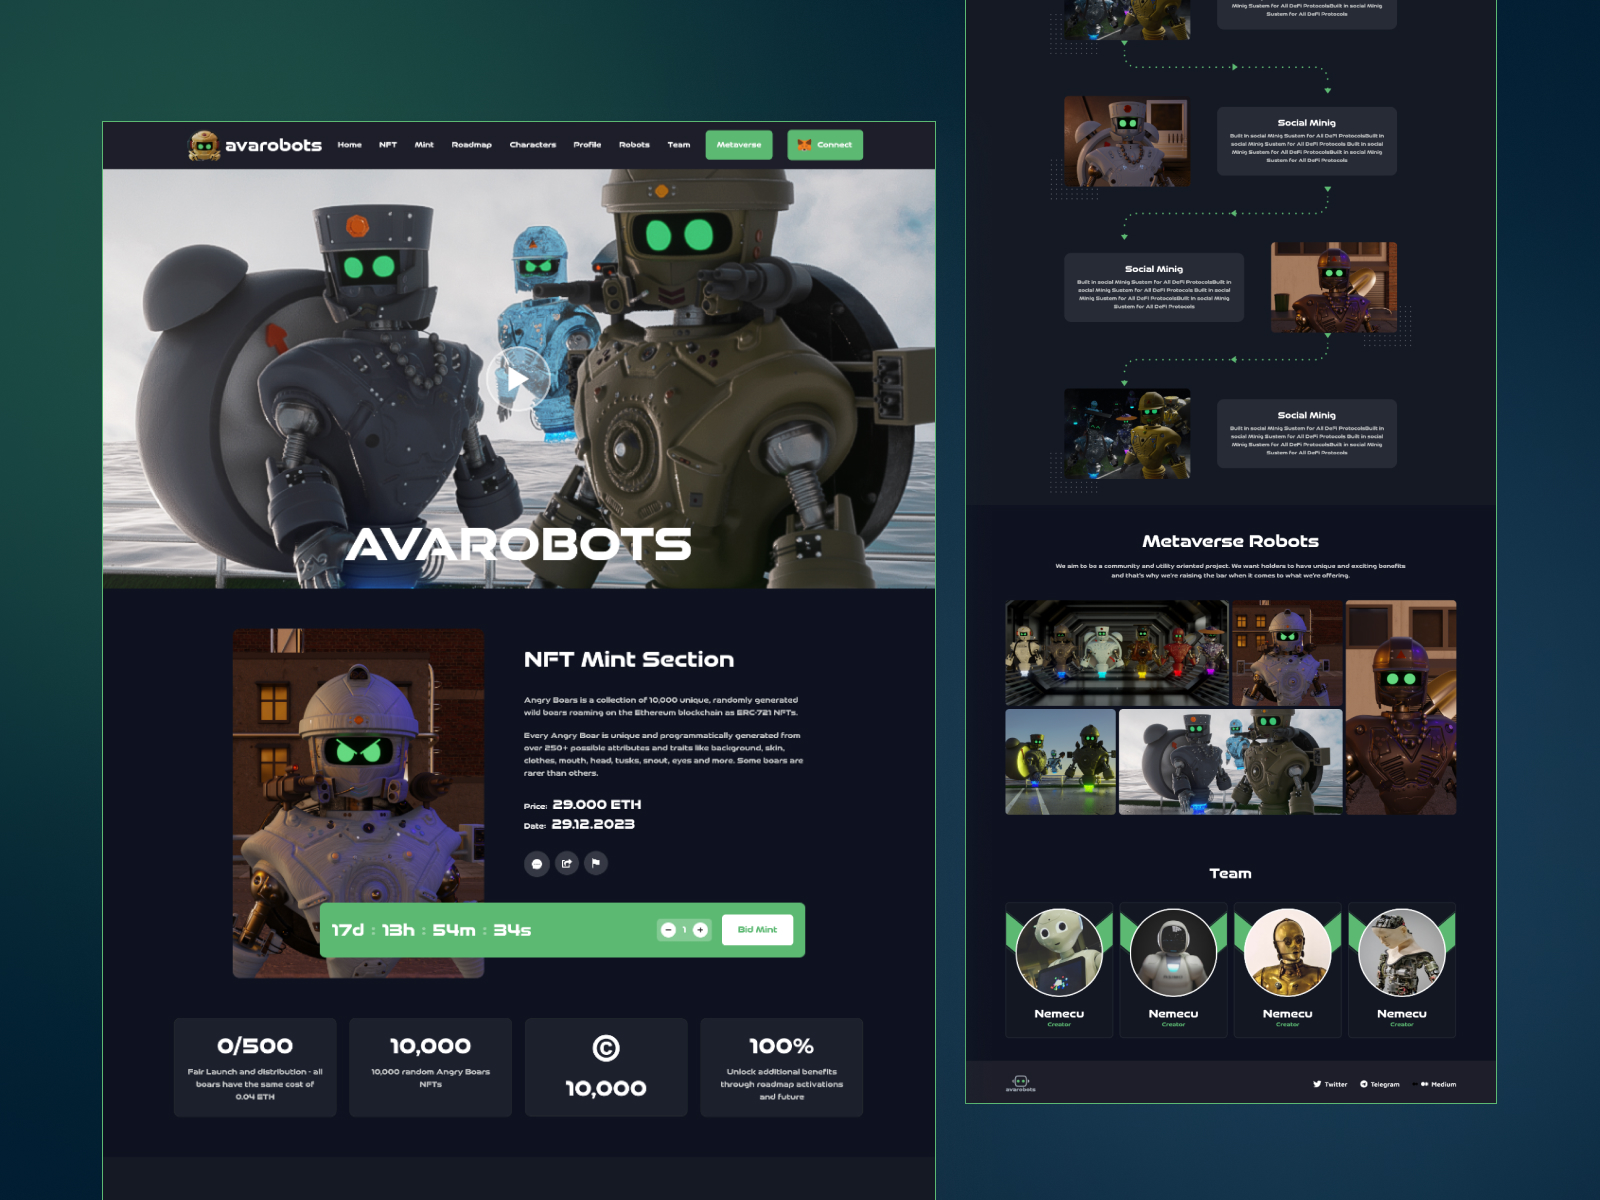 avarobots
Home NFT Mint Roadmap Characters Profile Robots Team Metaverse Connect
AVAROBOTS
NFT Mint Section
Angry Boars is a collection of 10,000 unique, randomly generated
wild boars roaming on the Ethereum blockchain as ERC-721 NFTs.
Every Angry Boar is unique and programmatically generated from
over 250+ possible attributes and traits like background, skin,
clothes, mouth, head, tusks, snout, eyes and more. Some boars are
rarer than others.
Price: 29.000 ETH
Date: 29.12.2023
17d : 13h : 54m : 34s
1
Bid Mint
0/500
Fair Launch and distribution - all
boars have the same cost of
0.04 ETH
10,000
10,000 random Angry Boars
NFTs
©
10,000
100%
Unlock additional benefits
through roadmap activations
and future
Minig System for All DeFi ProtocolsBuilt in social Minig
System for All DeFi Protocols
Social Minig
Built in social Minig System for All DeFi ProtocolsBuilt in
social Minig System for All DeFi Protocols Built in social
Minig System for All DeFi ProtocolsBuilt in social Minig
System for All DeFi Protocols
Social Minig
Built in social Minig System for All DeFi ProtocolsBuilt in
social Minig System for All DeFi Protocols Built in social
Minig System for All DeFi ProtocolsBuilt in social Minig
System for All DeFi Protocols
Social Minig
Built in social Minig System for All DeFi ProtocolsBuilt in
social Minig System for All DeFi Protocols Built in social
Minig System for All DeFi ProtocolsBuilt in social Minig
System for All DeFi Protocols
Metaverse Robots
We aim to be a community and utility oriented project. We want holders to have unique and exciting benefits
and that's why we're raising the bar when it comes to what we're offering.
Team
Nemecu
Creator
Nemecu
Creator
Nemecu
Creator
Nemecu
Creator
avarobots
Twitter Telegram Medium